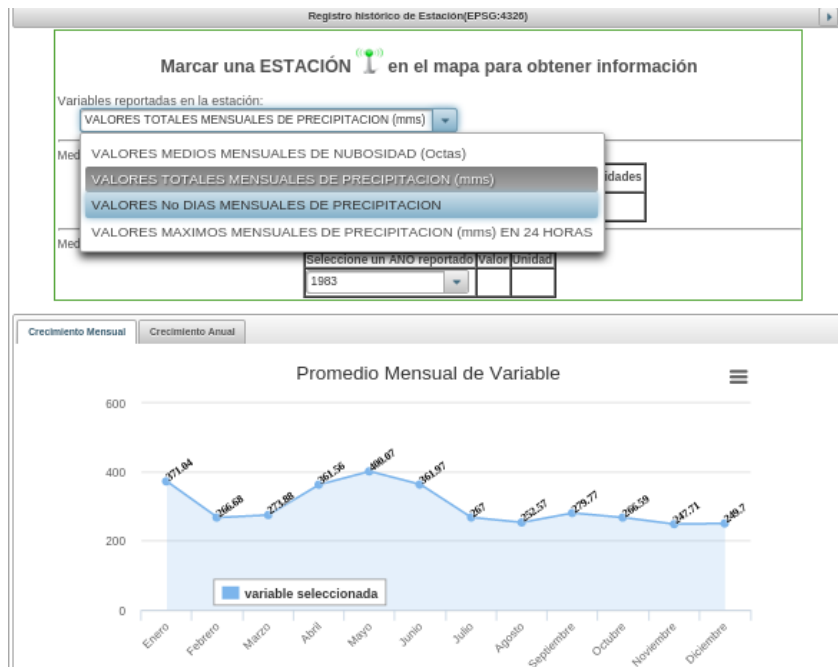 Registro histórico de Estación(EPSG:4326)
Marcar una ESTACIÓN en el mapa para obtener información
Variables reportadas en la estación:
VALORES TOTALES MENSUALES DE PRECIPITACION (mms)
Med
VALORES MEDIOS MENSUALES DE NUBOSIDAD (Octas)
VALORES TOTALES MENSUALES DE PRECIPITACION (mms)
idades
VALORES No DIAS MENSUALES DE PRECIPITACION
VALORES MAXIMOS MENSUALES DE PRECIPITACION (mms) EN 24 HORAS
Med
Seleccione un ANO reportado Valor Unidad
1983
Crecimiento Mensual Crecimiento Anual
Promedio Mensual de Variable
600
400
200
0
371.04 266.68 273.88 361.56 400.07 361.97 267 252.57 279.77 266.59 247.71 249.7
variable seleccionada
Enero Febrero Marzo Abril Mayo Junio Julio Agosto Septiembre Octubre Noviembre Diciembre